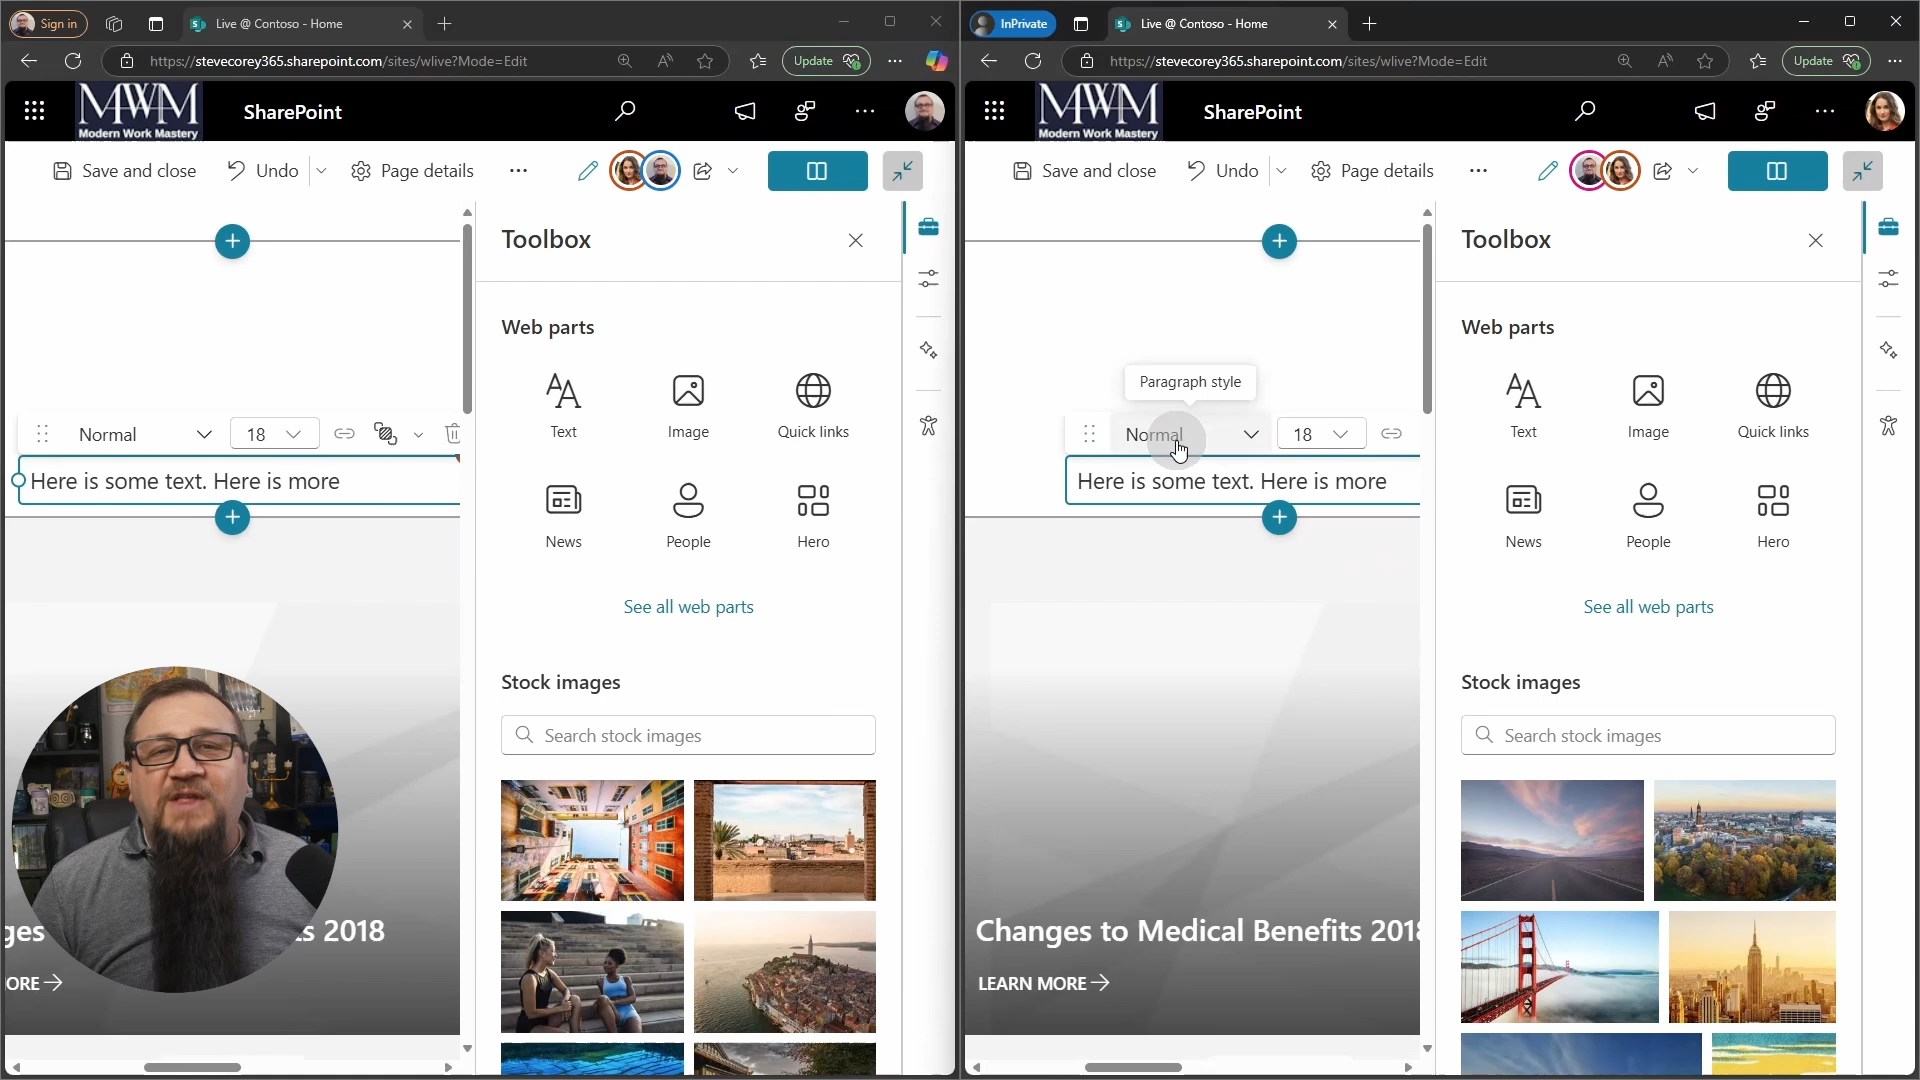 Sign in
Live @ Contoso - Home
https://stevecorey365.sharepoint.com/sites/wlive?Mode=Edit
Update
MWM
Modern Work Mastery
SharePoint
Save and close
Undo
Page details
Toolbox
Web parts
Text
Image
Quick links
News
People
Hero
See all web parts
Stock images
Search stock images
Normal
18
Here is some text. Here is more
ges
ts 2018
ORE
InPrivate
Live @ Contoso - Home
https://stevecorey365.sharepoint.com/sites/wlive?Mode=Edit
Update
MWM
Modern Work Mastery
SharePoint
Save and close
Undo
Page details
Toolbox
Web parts
Text
Image
Quick links
News
People
Hero
See all web parts
Stock images
Search stock images
Paragraph style
Normal
18
Here is some text. Here is more
Changes to Medical Benefits 2018
LEARN MORE